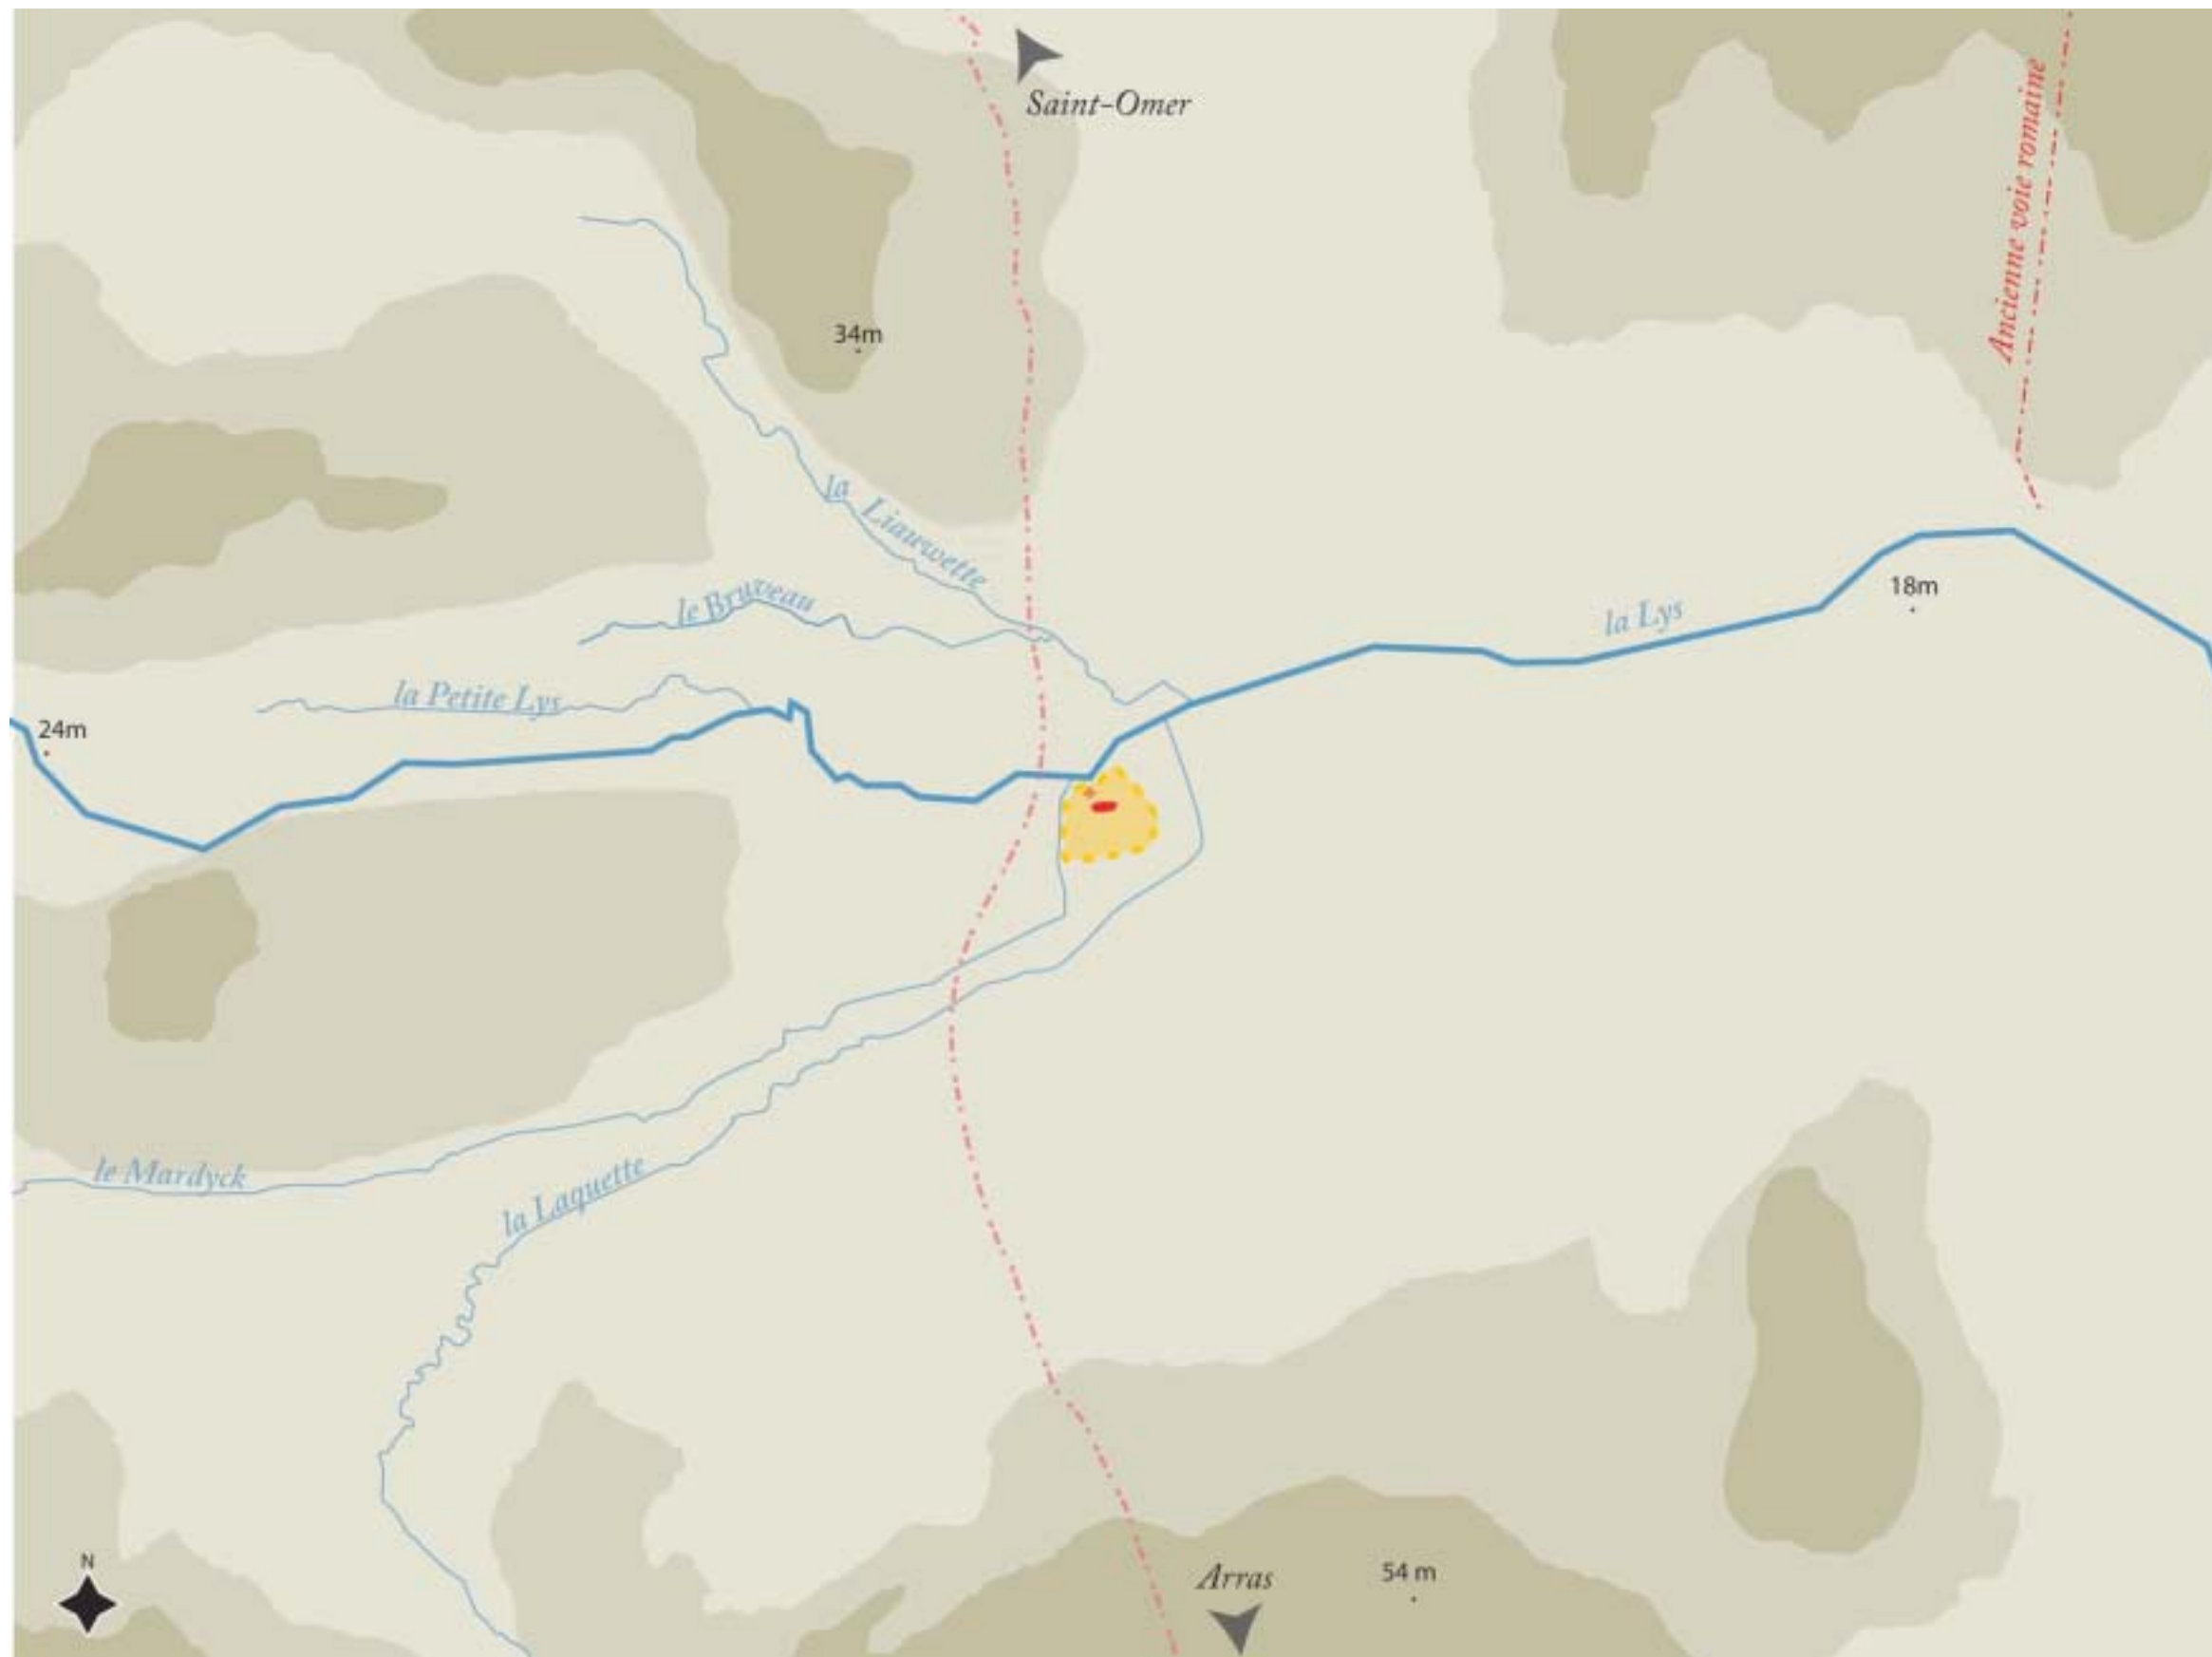 Saint-Omer
Ancienne voie romaine
34m
la Liauwette
le Bruveau
18m
la Lys
la Petite Lys
24m
le Mardyck
la Laquette
N
Arras
54 m